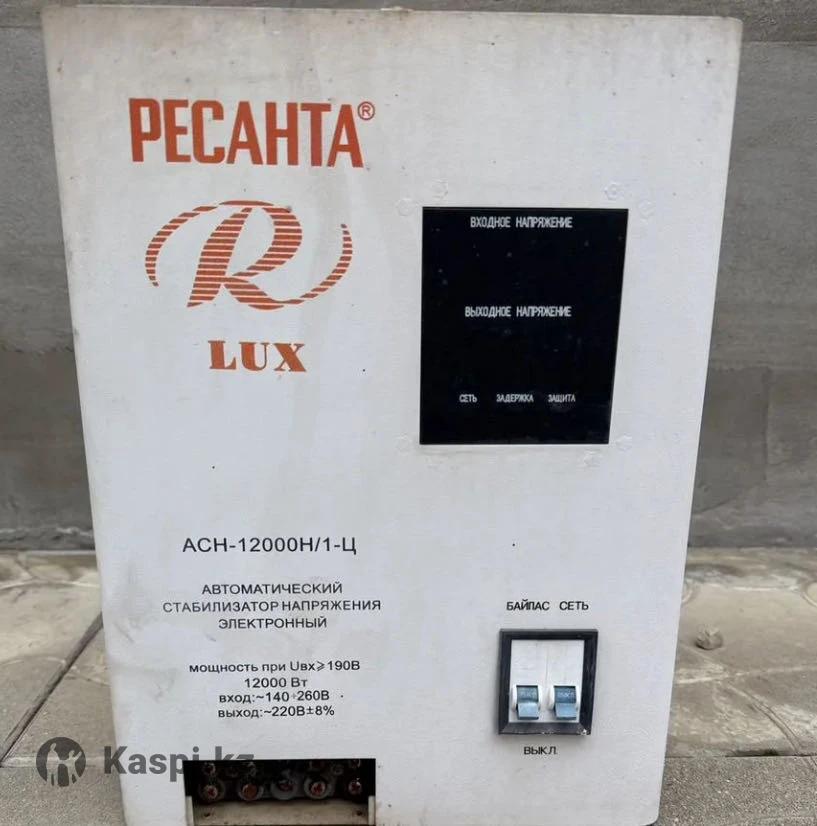 РЕСАНТА®
R
LUX
ВХОДНОЕ НАПРЯЖЕНИЕ
ВЫХОДНОЕ НАПРЯЖЕНИЕ
СЕТЬ ЗАДЕРЖКА ЗАЩИТА
АСН-12000Н/1-Ц
АВТОМАТИЧЕСКИЙ
СТАБИЛИЗАТОР НАПРЯЖЕНИЯ
ЭЛЕКТРОННЫЙ
мощность при Uвх≥190В
12000 Вт
вход:~140÷260В
выход:~220В±8%
БАЙПАС СЕТЬ
ВЫКЛ.
Kaspi.kz